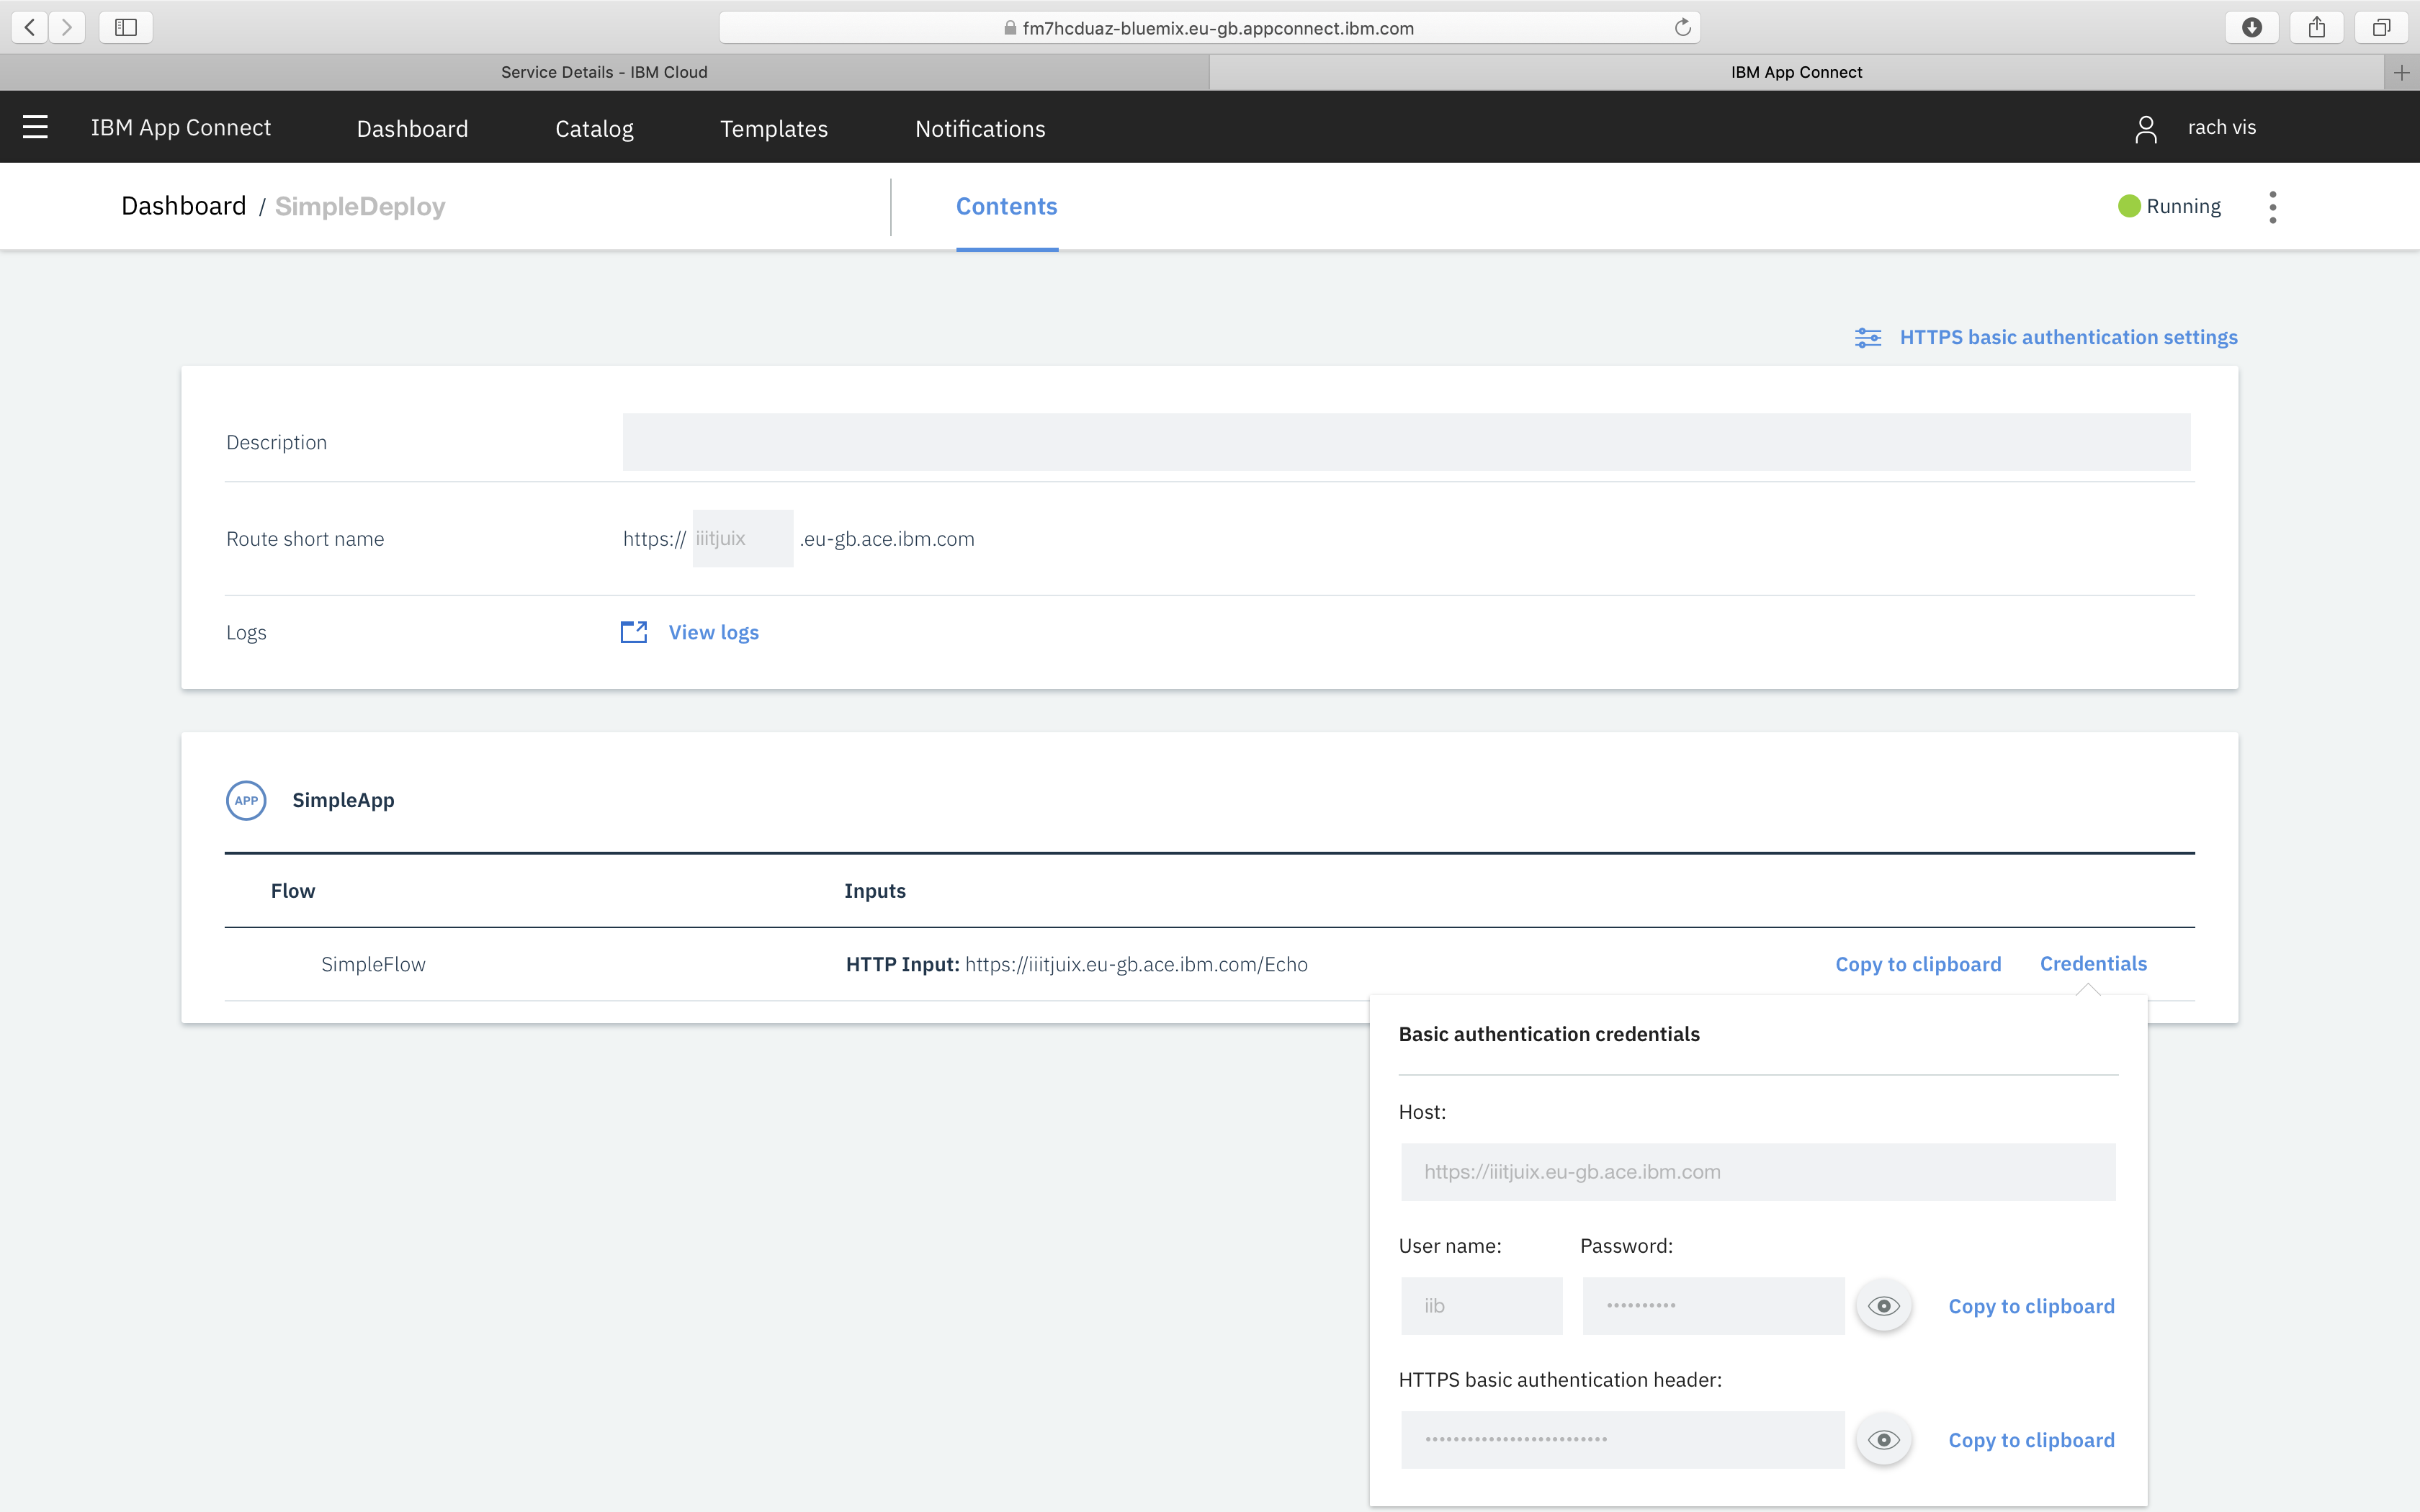 fm7hcduaz-bluemix.eu-gb.appconnect.ibm.com
Service Details - IBM Cloud IBM App Connect
IBM App Connect Dashboard Catalog Templates Notifications rach vis
Dashboard / SimpleDeploy Contents Running
HTTPS basic authentication settings
Description
Route short name https:// iiitjuix .eu-gb.ace.ibm.com
Logs View logs
APP SimpleApp
Flow Inputs
SimpleFlow HTTP Input: https://iiitjuix.eu-gb.ace.ibm.com/Echo Copy to clipboard Credentials
Basic authentication credentials
Host:
https://iiitjuix.eu-gb.ace.ibm.com
User name: Password:
iib •••••••••• Copy to clipboard
HTTPS basic authentication header:
•••••••••••••••••••••••••• Copy to clipboard